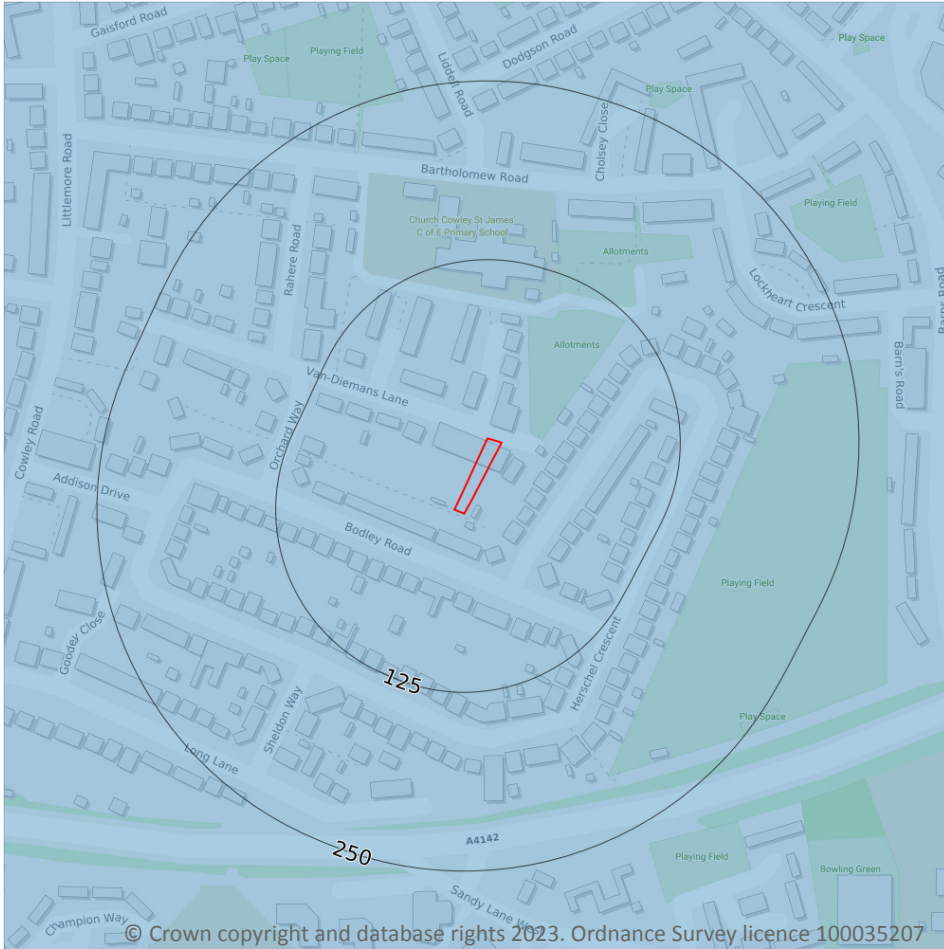 Gaisford Road
Playing Field
Play Space
Liddell Road
Dodgson Road
Play Space
Play Space
Cholsey Close
Littlemore Road
Bartholomew Road
Church Cowley St James'
C of E Primary School
Playing Field
Rahere Road
Allotments
Lockheart Crescent
Barns Road
Allotments
Van-Diemans Lane
Barn's Road
Orchard Way
Cowley Road
Addison Drive
Bodley Road
Playing Field
Goodey Close
Herschel Crescent
125
Sheldon Way
Play Space
Long Lane
A4142
250
Playing Field
Bowling Green
Sandy Lane West
Champion Way
© Crown copyright and database rights 2023. Ordnance Survey licence 100035207